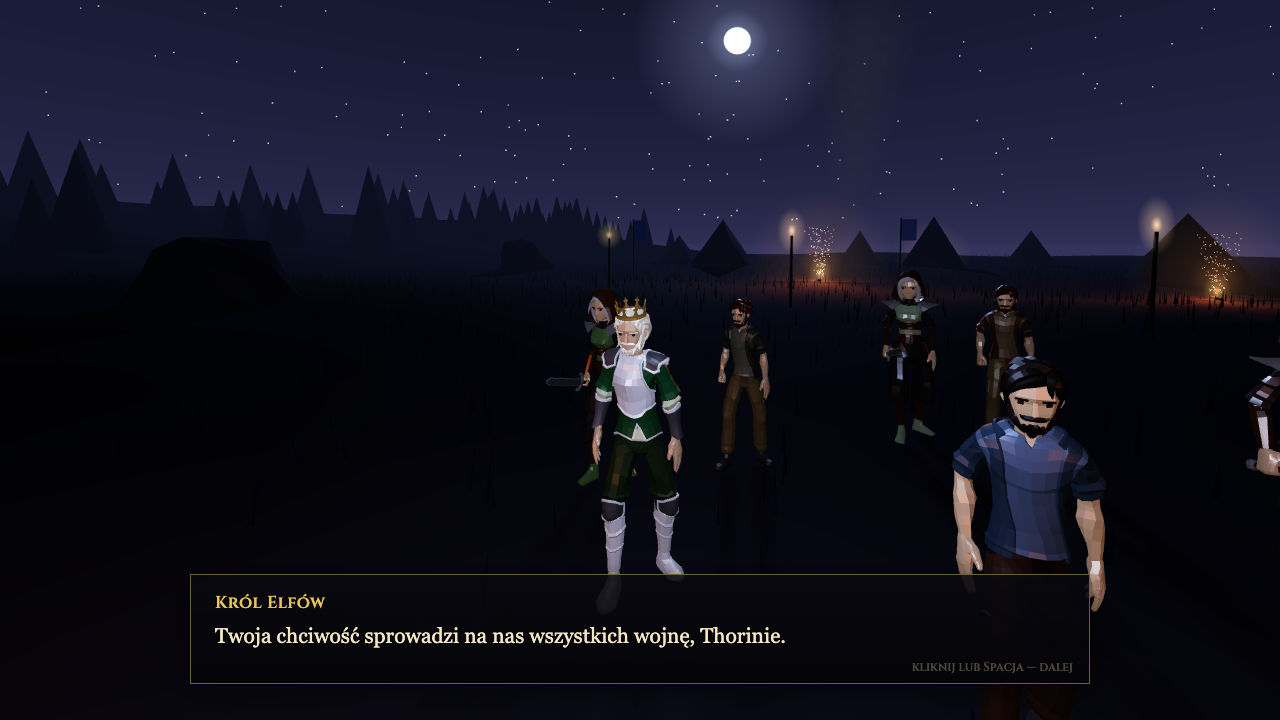 Król Elfów
Twoja chciwość sprowadzi na nas wszystkich wojnę, Thorinie.
kliknij lub Spacja — dalej